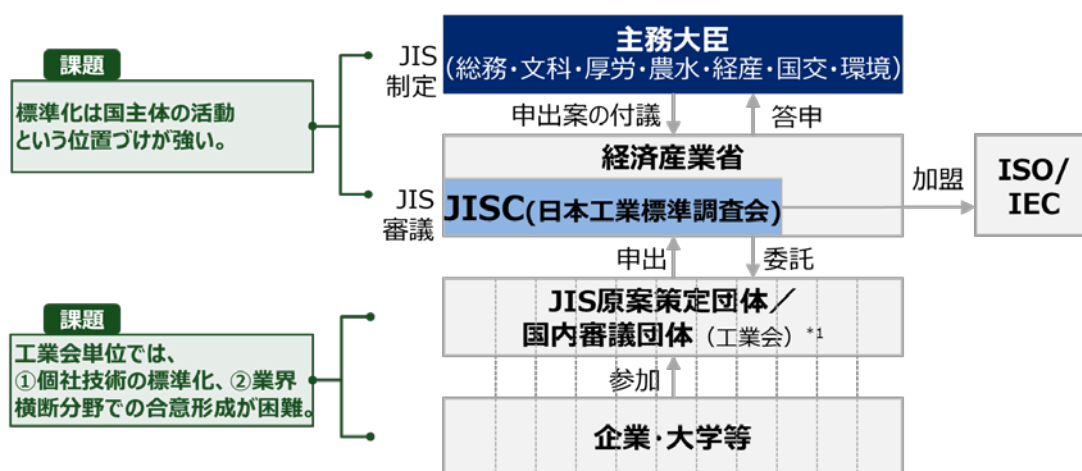 課題
標準化は国主体の活動
という位置づけが強い。
JIS
制定
主務大臣
(総務・文科・厚労・農水・経産・国交・環境)
申出案の付議
答申
経済産業省
JIS
審議
JISC(日本工業標準調査会)
加盟
ISO/
IEC
申出
委託
課題
工業会単位では、
①個社技術の標準化、②業界
横断分野での合意形成が困難。
JIS原案策定団体／
国内審議団体（工業会）*1
参加
企業・大学等